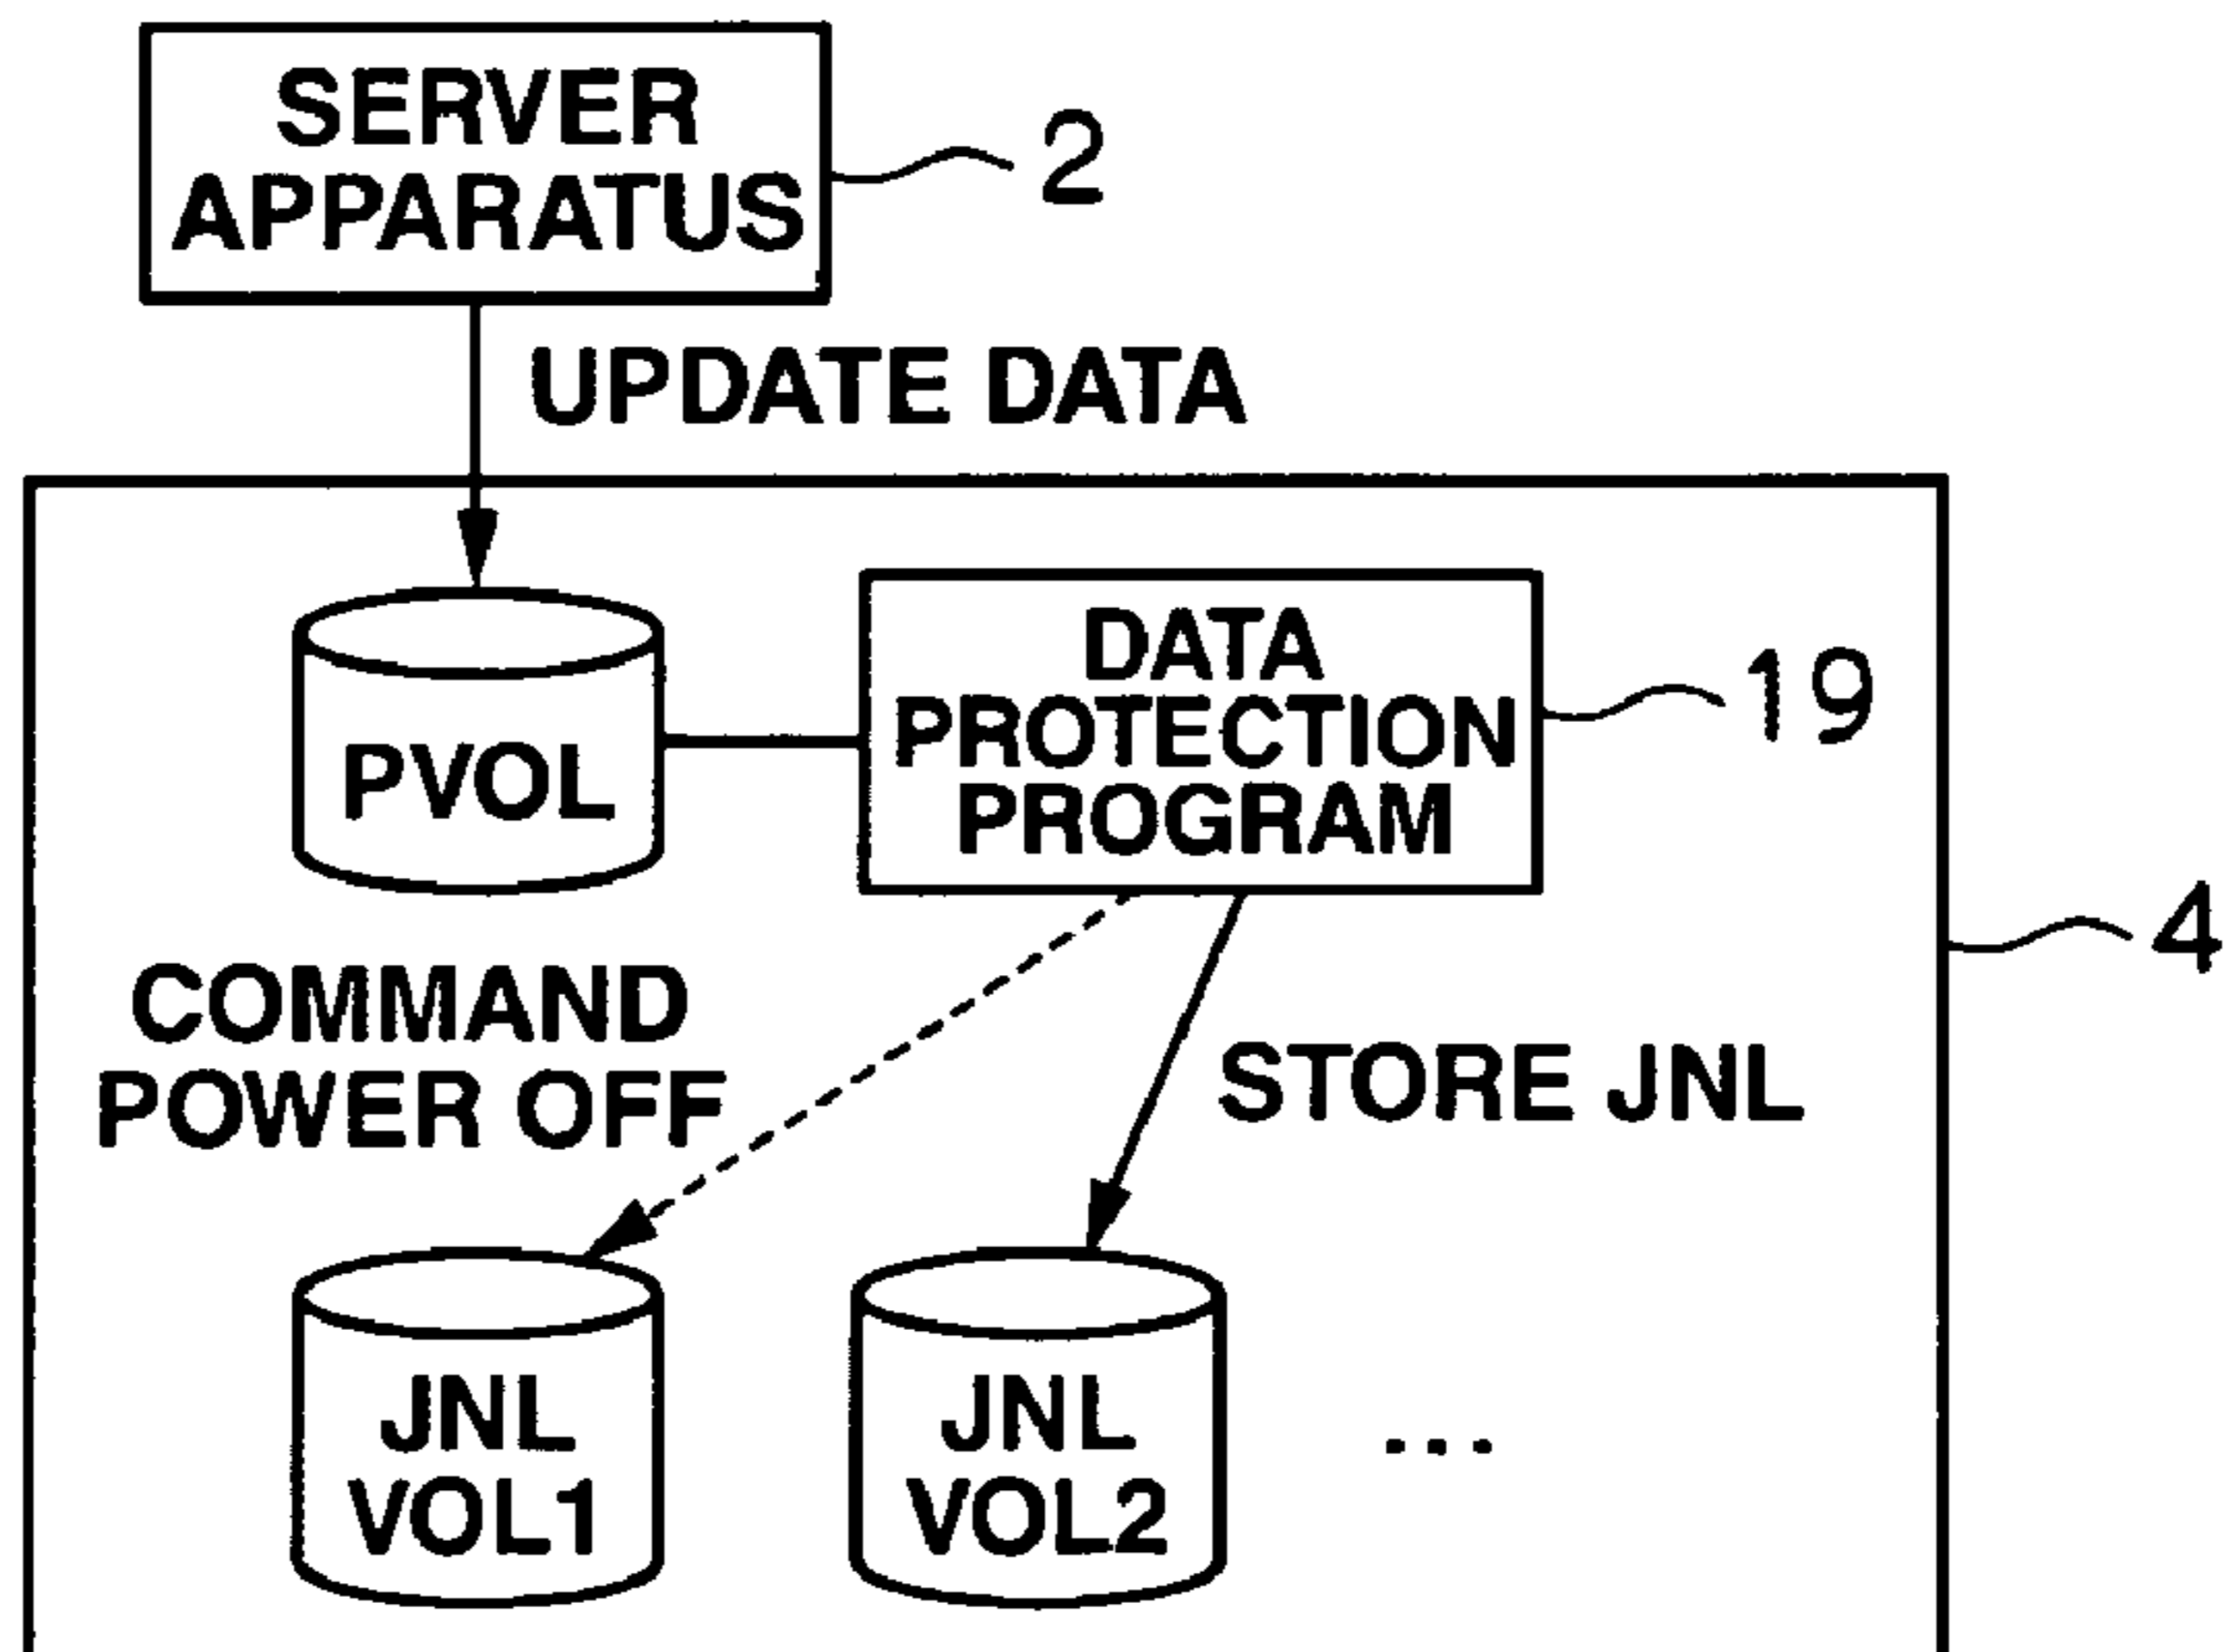 SERVER
APPARATUS
2
UPDATE DATA
DATA
PROTECTION
PROGRAM
19
PVOL
4
COMMAND
POWER OFF
STORE JNL
JNL
VOL1
JNL
VOL2
...